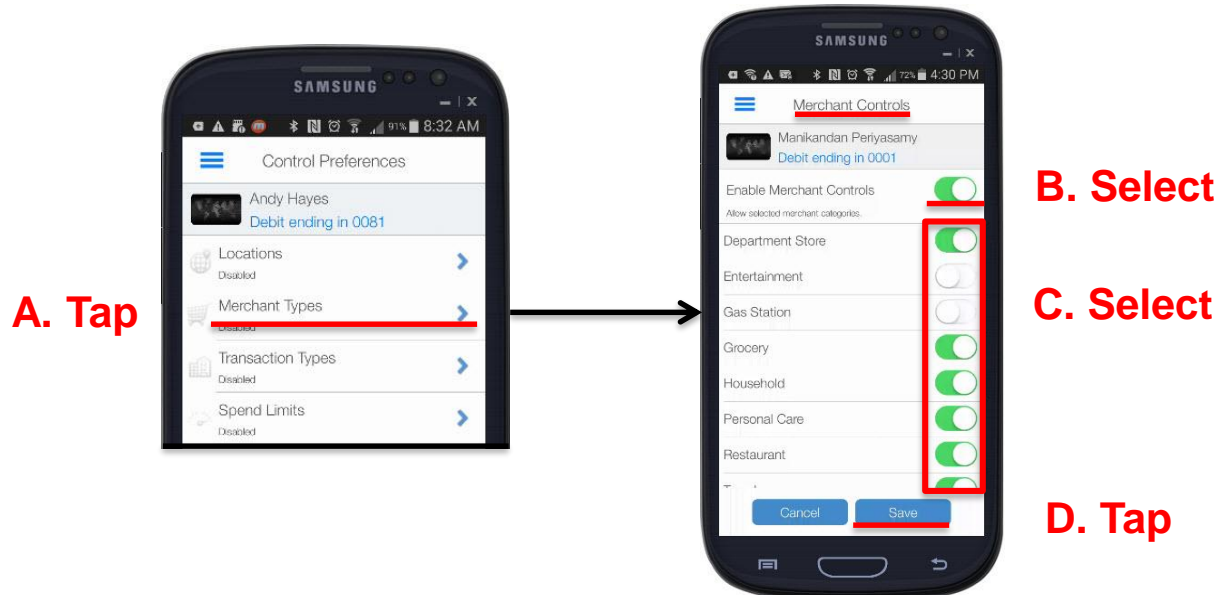 SAMSUNG
91% 8:32 AM
Control Preferences
Andy Hayes
Debit ending in 0081
Locations
Disabled
A. Tap
Merchant Types
Disabled
Transaction Types
Disabled
Spend Limits
Disabled
SAMSUNG
72% 4:30 PM
Merchant Controls
Manikandan Periyasamy
Debit ending in 0001
Enable Merchant Controls
Allow selected merchant categories.
B. Select
Department Store
Entertainment
Gas Station
C. Select
Grocery
Household
Personal Care
Restaurant
Cancel
Save
D. Tap